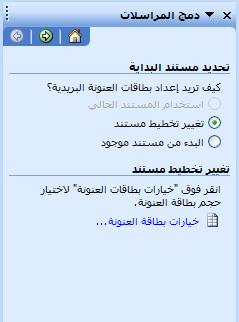 دمج المراسلات
تحديد مستند البداية
كيف تريد إعداد بطاقات العنونة البريدية؟
استخدام المستند الحالي
تغيير تخطيط مستند
البدء من مستند موجود
تغيير تخطيط مستند
انقر فوق "خيارات بطاقات العنونة" لاختيار
حجم بطاقة العنونة.
خيارات بطاقة العنونة...